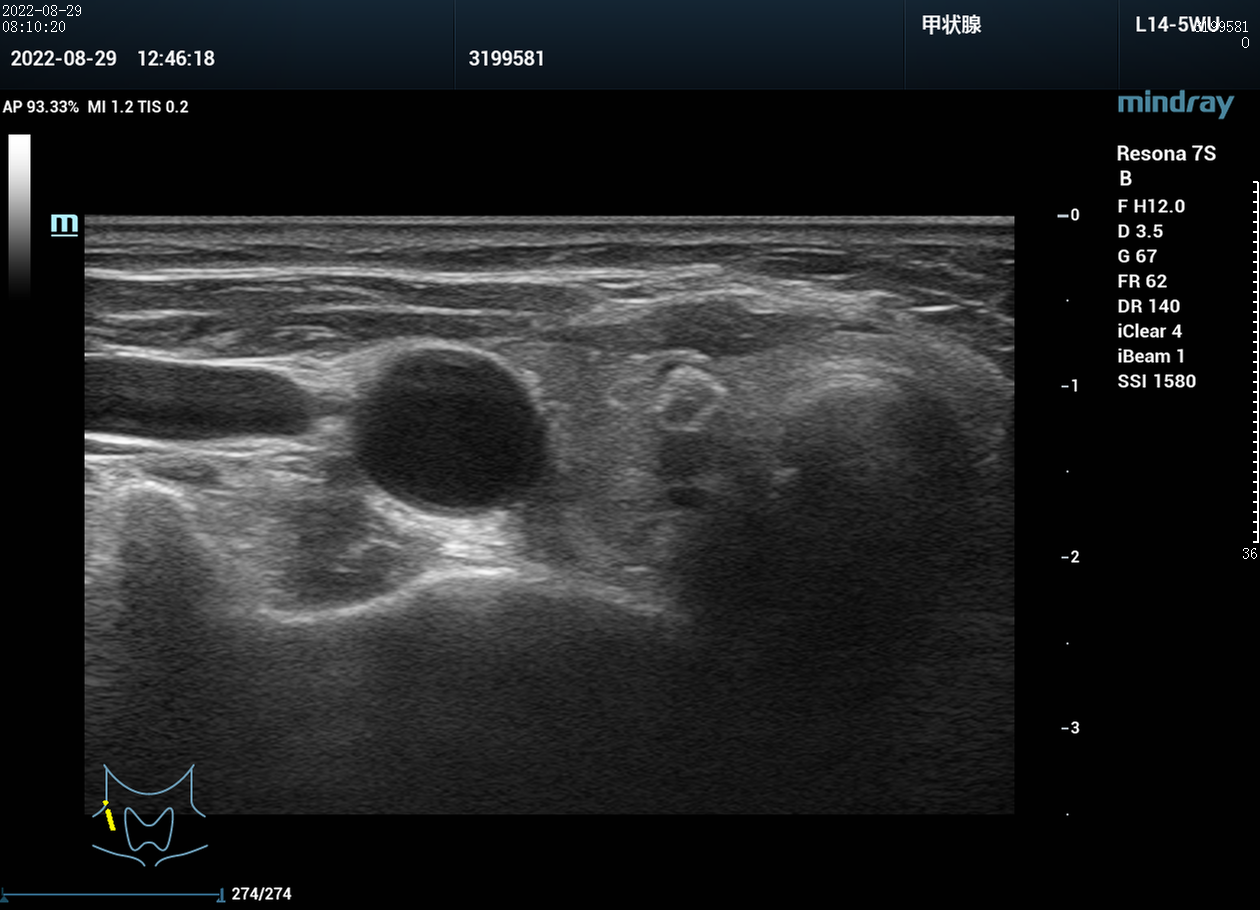 2022-08-29
08:10:20
甲状腺
L14-5WU
3199581
0
2022-08-29 12:46:18
3199581
AP 93.33% MI 1.2 TIS 0.2
mindray
Resona 7S
B
m
F H12.0
0
D 3.5
G 67
FR 62
DR 140
iClear 4
iBeam 1
1
SSI 1580
36
2
3
274/274